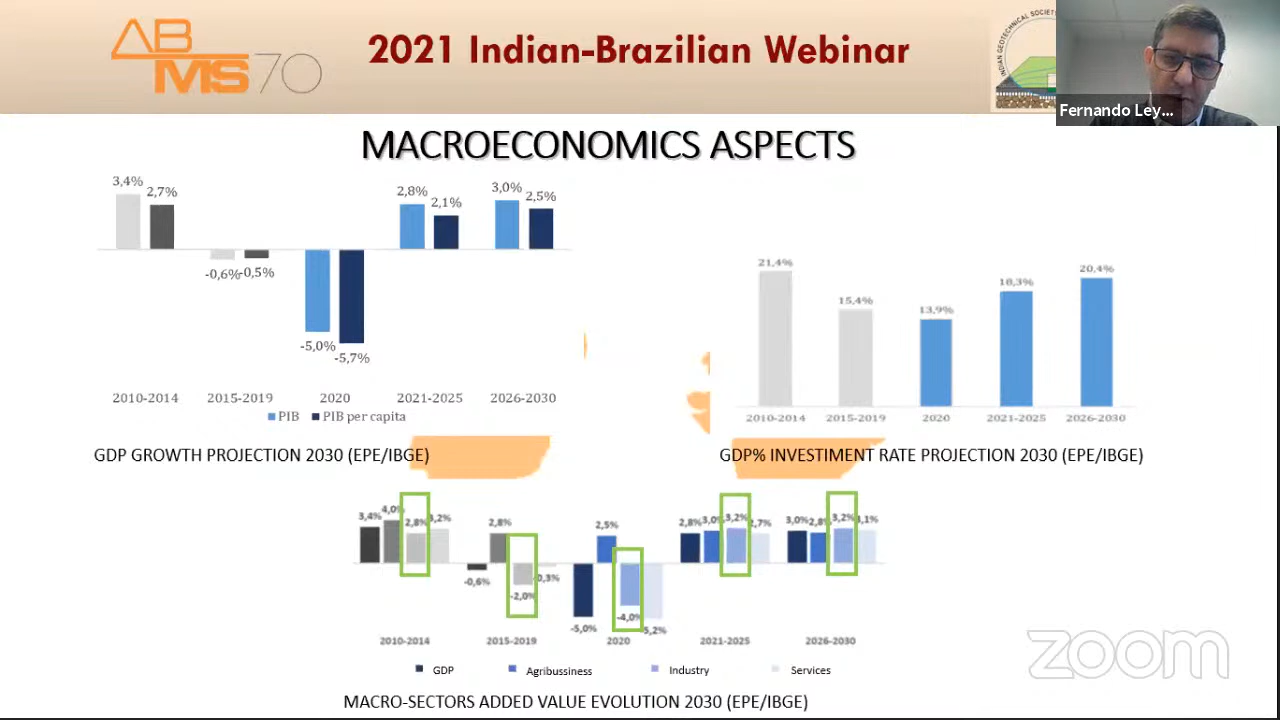 AB
MS70
2021 Indian-Brazilian Webinar
INDIAN GEOTECHNICAL SOCIETY
Fernando Ley...
MACROECONOMICS ASPECTS
3,4% 2,7% -0,6% -0,5% -5,0% -5,7% 2,8% 2,1% 3,0% 2,5%
2010-2014 2015-2019 2020 2021-2025 2026-2030
PIB PIB per capita
GDP GROWTH PROJECTION 2030 (EPE/IBGE)
21,4% 15,4% 13,9% 18,3% 20,4%
2010-2014 2015-2019 2020 2021-2025 2026-2030
GDP% INVESTIMENT RATE PROJECTION 2030 (EPE/IBGE)
3,4% 4,0% 2,8% 3,2% 2,8% 2,5% 2,8% 3,0% 3,2% 2,7% 3,0% 2,8% 3,2% 3,1%
-0,6% -2,0% -0,3% -5,0% -4,0% -5,2%
2010-2014 2015-2019 2020 2021-2025 2026-2030
GDP Agribussiness Industry Services
MACRO-SECTORS ADDED VALUE EVOLUTION 2030 (EPE/IBGE)
zoom